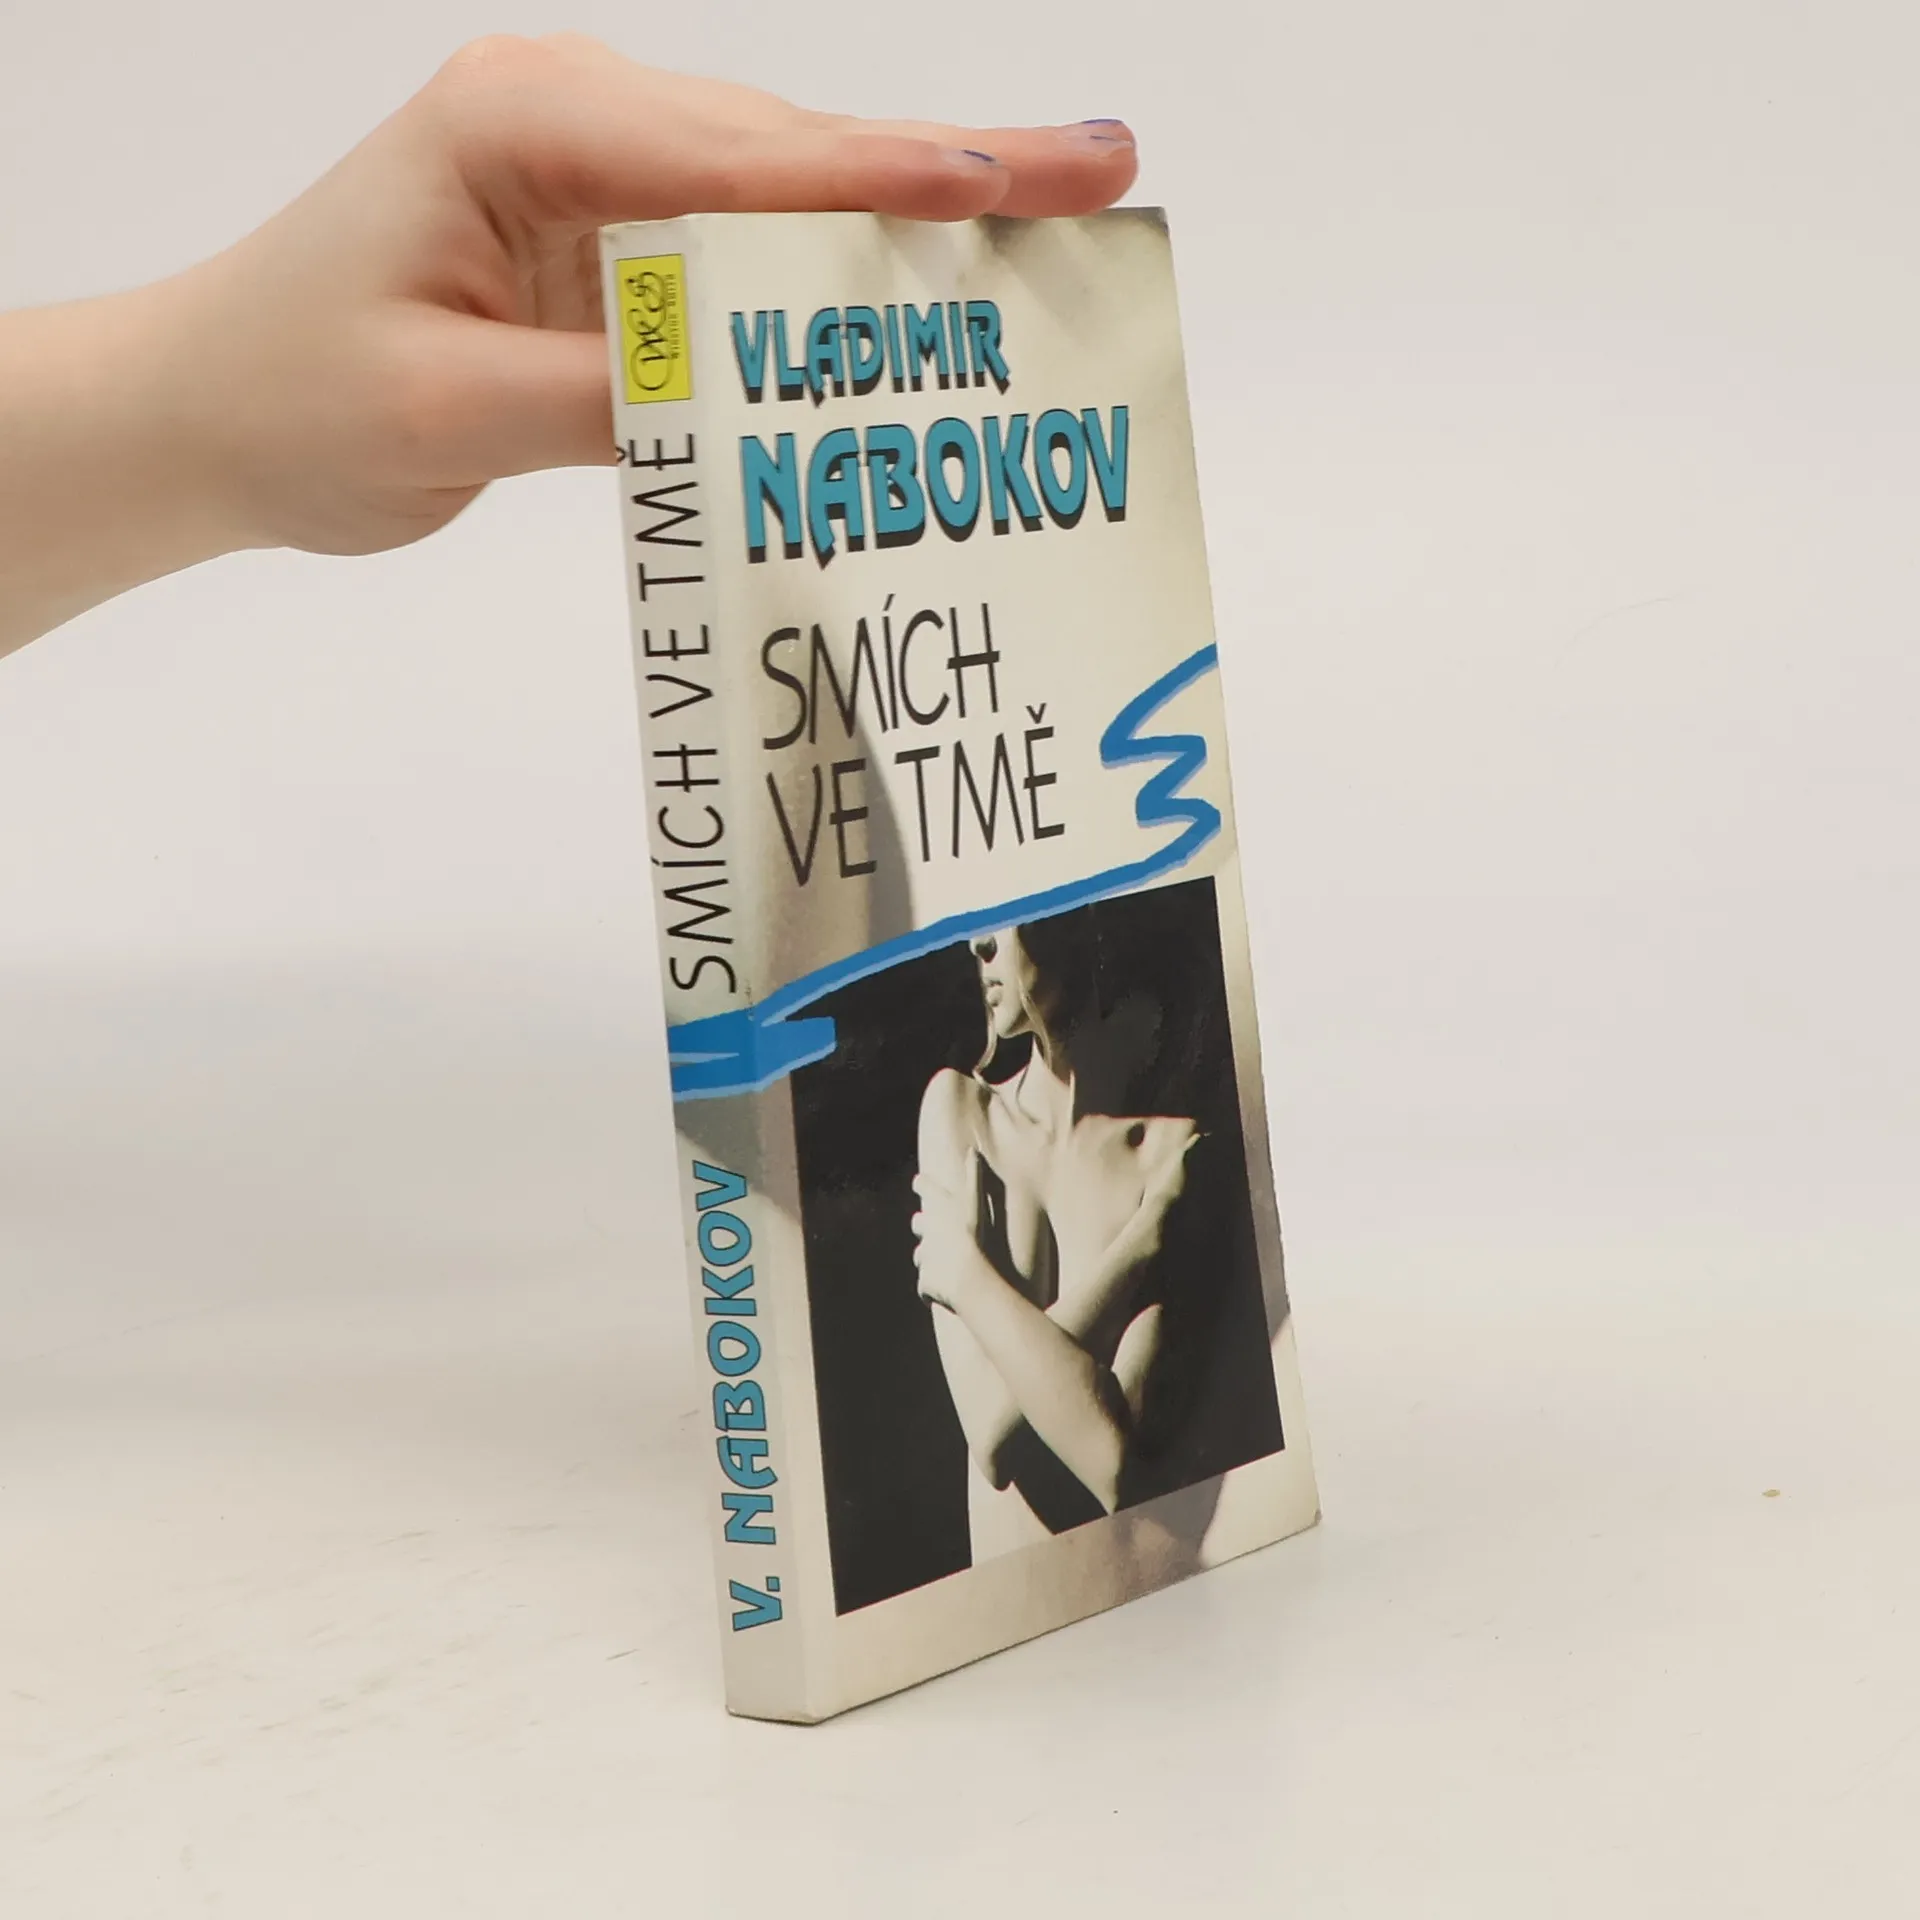 VLADIMIR
NABOKOV
SMÍCH
VE TMĚ
SMÍCH VE TMĚ
V. NABOKOV